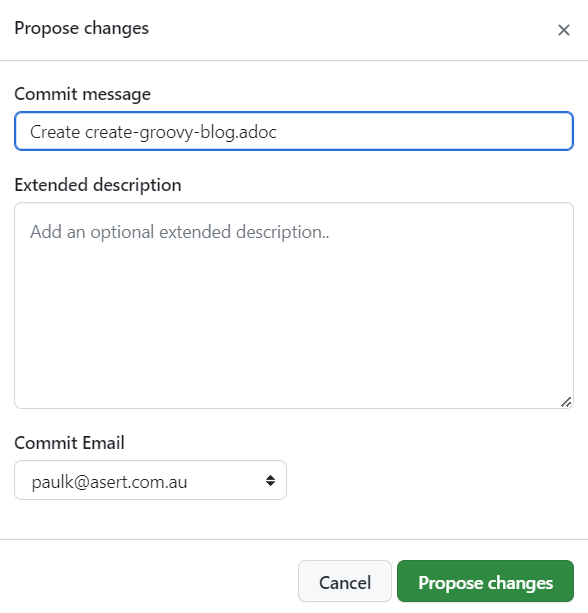 Propose changes
Commit message
Create create-groovy-blog.adoc
Extended description
Add an optional extended description..
Commit Email
paulk@asert.com.au
Cancel
Propose changes